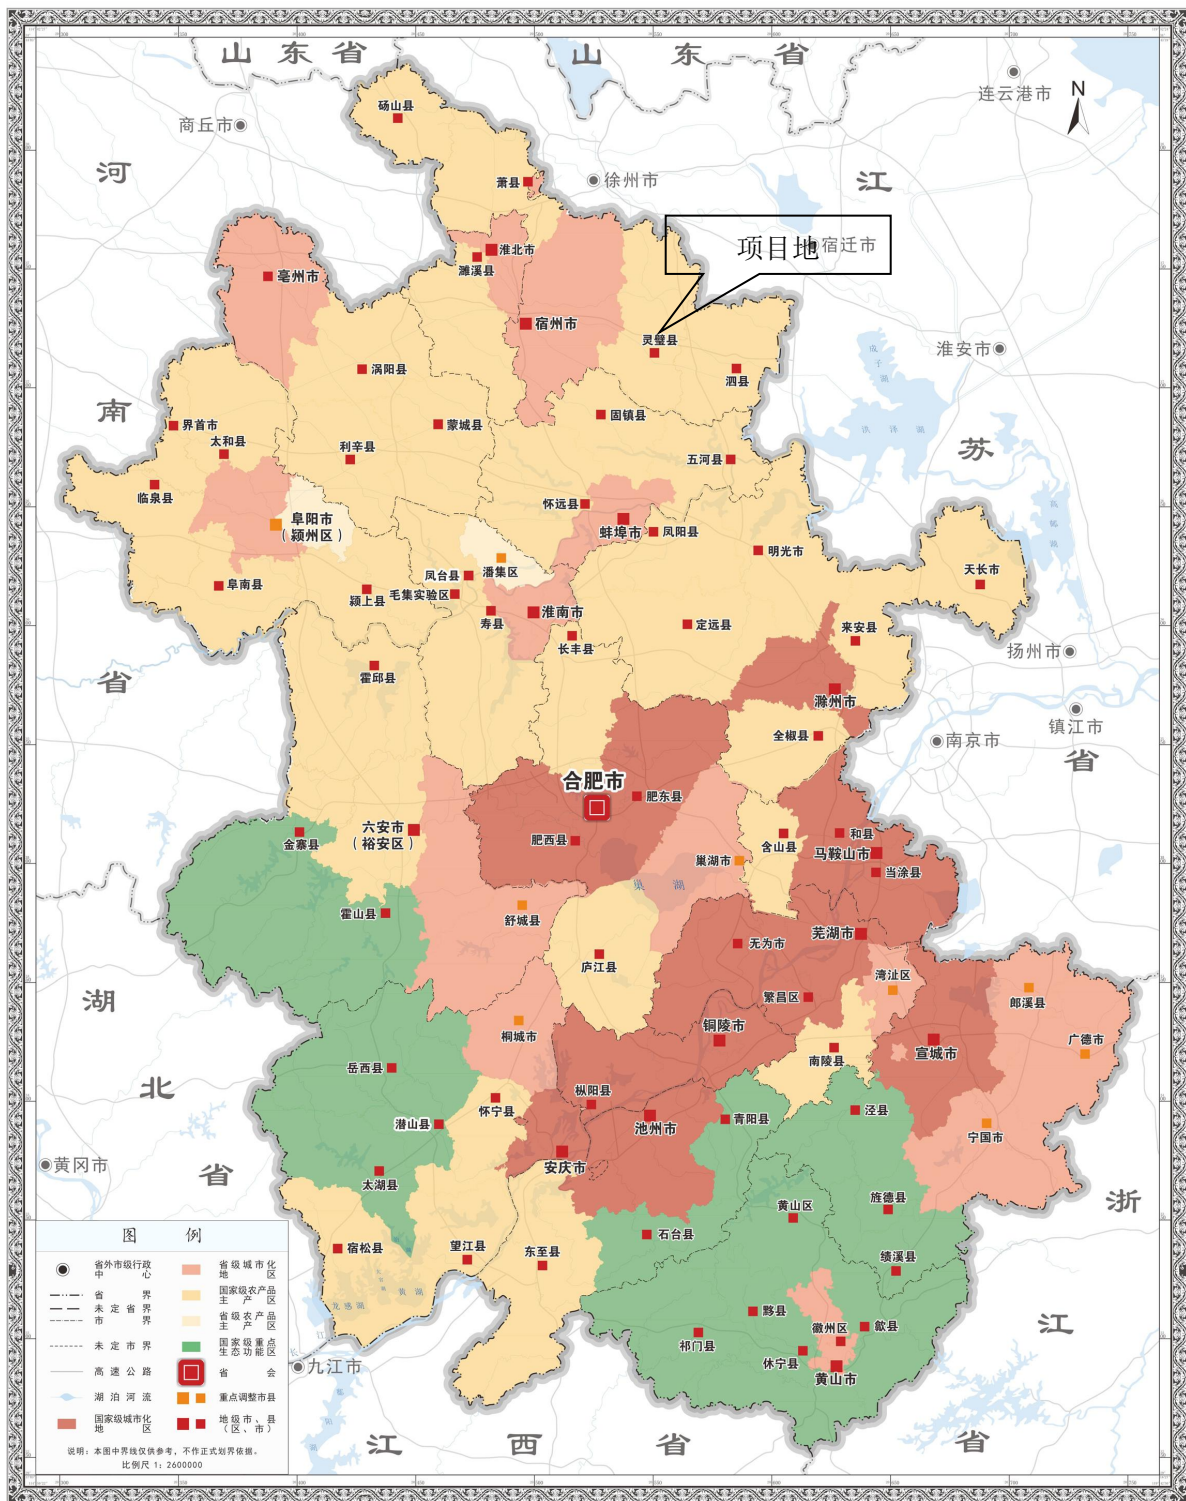 山东省
山东省
连云港市
N
砀山县
商丘市
河
萧县
徐州市
江
项目地
宿迁市
淮北市
濉溪县
亳州市
宿州市
灵璧县
淮安市
成子湖
涡阳县
泗县
南
固镇县
界首市
蒙城县
洪泽湖
太和县
利辛县
苏
五河县
临泉县
怀远县
阜阳市
（颍州区）
蚌埠市
凤阳县
明光市
潘集区
凤台县
天长市
阜南县
颍上县
毛集实验区
寿县
淮南市
定远县
来安县
长丰县
扬州市
霍邱县
省
滁州市
镇江市
全椒县
南京市
省
合肥市
肥东县
六安市
（裕安区）
金寨县
肥西县
含山县
和县
马鞍山市
巢湖市
当涂县
巢湖
舒城县
霍山县
无为市
芜湖市
庐江县
湾沚区
湖
繁昌区
郎溪县
桐城市
铜陵市
宣城市
广德市
岳西县
南陵县
北
枞阳县
怀宁县
青阳县
泾县
潜山县
池州市
宁国市
黄冈市
安庆市
省
太湖县
旌德县
浙
黄山区
石台县
宿松县
望江县
东至县
绩溪县
龙感湖
黄湖
黟县
徽州区
歙县
江
祁门县
休宁县
九江市
黄山市
江西省
省
图例
省外市级行政中心
省界
未定省界
市界
未定市界
高速公路
湖泊河流
国家级城市化地区
省级城市化地区
国家级农产品主产区
省级农产品主产区
国家级重点生态功能区
省会
重点调整市县
地级市、县（区、市）
说明：本图中界线仅供参考，不作正式划界依据。
比例尺 1：2600000